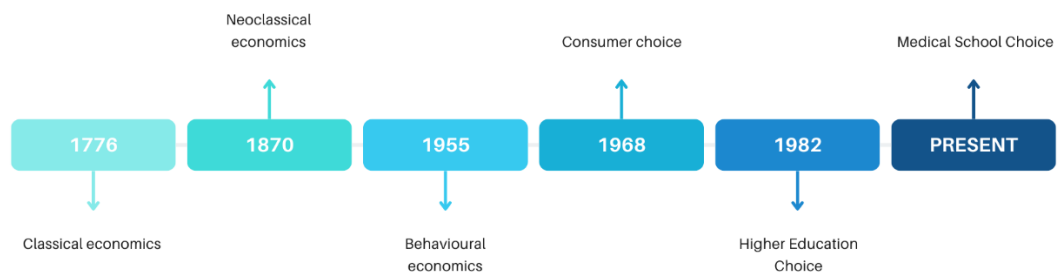 Neoclassical
economics
Consumer choice
Medical School Choice
1776
1870
1955
1968
1982
PRESENT
Classical economics
Behavioural
economics
Higher Education
Choice